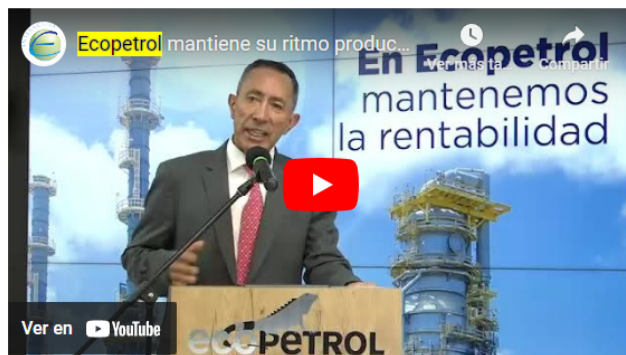 Ecopetrol mantiene su ritmo produc...
Ver más ta...
Compartir
En Ecopetrol
mantenemos
la rentabilidad
Ver en YouTube
ecoPETROL